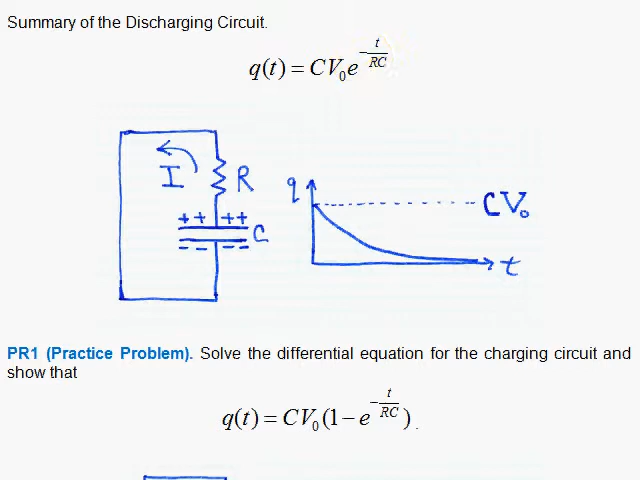 Summary of the Discharging Circuit.
q(t) = CV₀e^(-t/RC)
I R
++ ++
C
-- --
q
CV₀
t
PR1 (Practice Problem). Solve the differential equation for the charging circuit and
show that
q(t) = CV₀(1 − e^(-t/RC)).